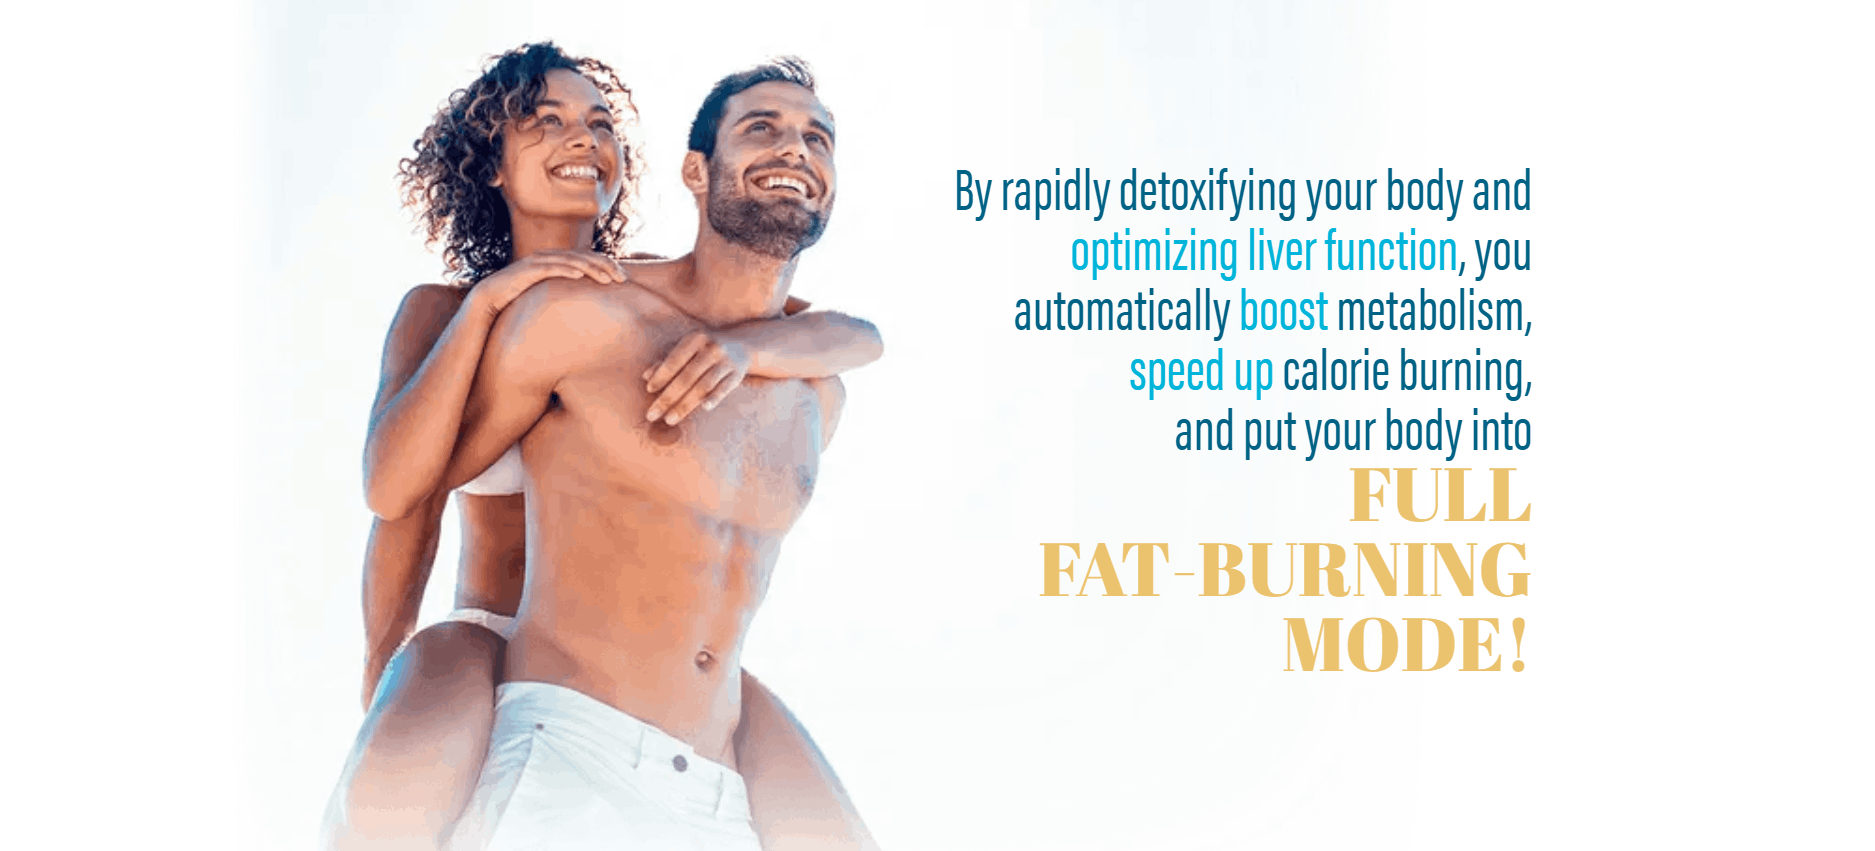 By rapidly detoxifying your body and
optimizing liver function, you
automatically boost metabolism,
speed up calorie burning,
and put your body into
FULL
FAT-BURNING
MODE!